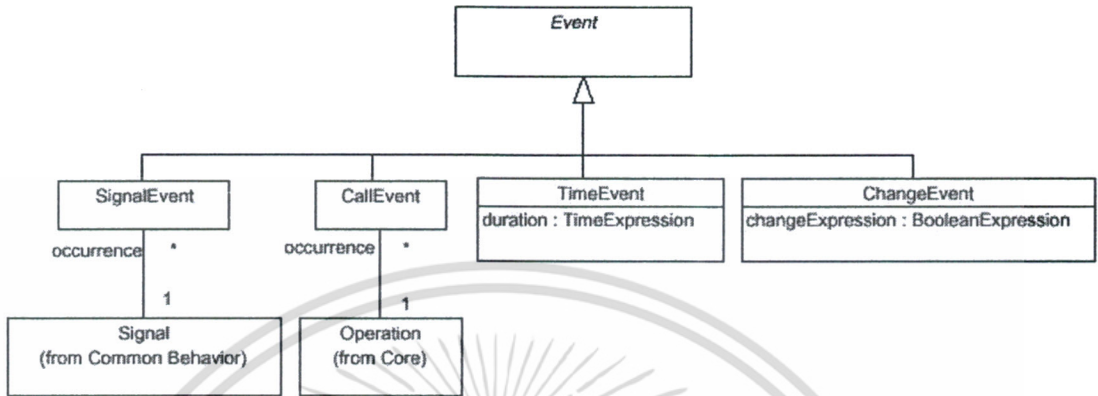 Event
SignalEvent
CallEvent
TimeEvent
duration : TimeExpression
ChangeEvent
changeExpression : BooleanExpression
occurrence
*
occurrence
*
1
1
Signal
(from Common Behavior)
Operation
(from Core)